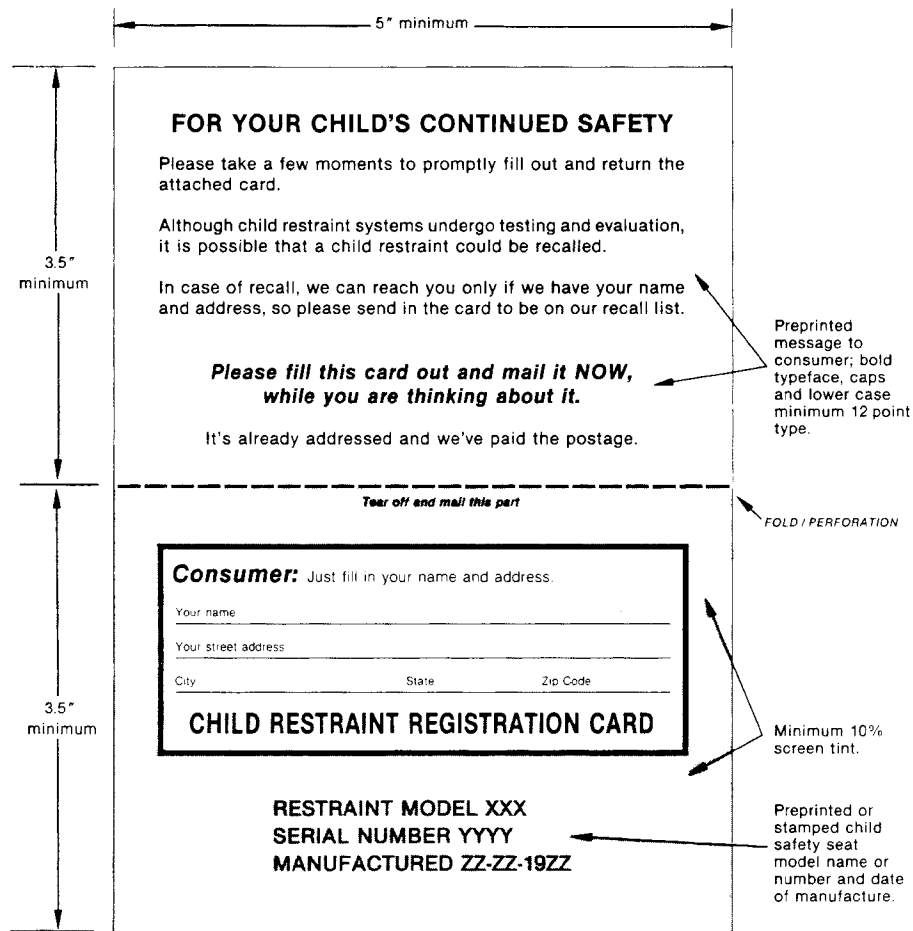 5″ minimum
FOR YOUR CHILD'S CONTINUED SAFETY
Please take a few moments to promptly fill out and return the
attached card.
Although child restraint systems undergo testing and evaluation,
it is possible that a child restraint could be recalled.
In case of recall, we can reach you only if we have your name
and address, so please send in the card to be on our recall list.
Please fill this card out and mail it NOW,
while you are thinking about it.
It's already addressed and we've paid the postage.
3.5″
minimum
Preprinted
message to
consumer; bold
typeface, caps
and lower case
minimum 12 point
type.
Tear off and mail this part
FOLD / PERFORATION
Consumer: Just fill in your name and address.
Your name
Your street address
City State Zip Code
CHILD RESTRAINT REGISTRATION CARD
3.5″
minimum
Minimum 10%
screen tint.
RESTRAINT MODEL XXX
SERIAL NUMBER YYYY
MANUFACTURED ZZ-ZZ-19ZZ
Preprinted or
stamped child
safety seat
model name or
number and date
of manufacture.